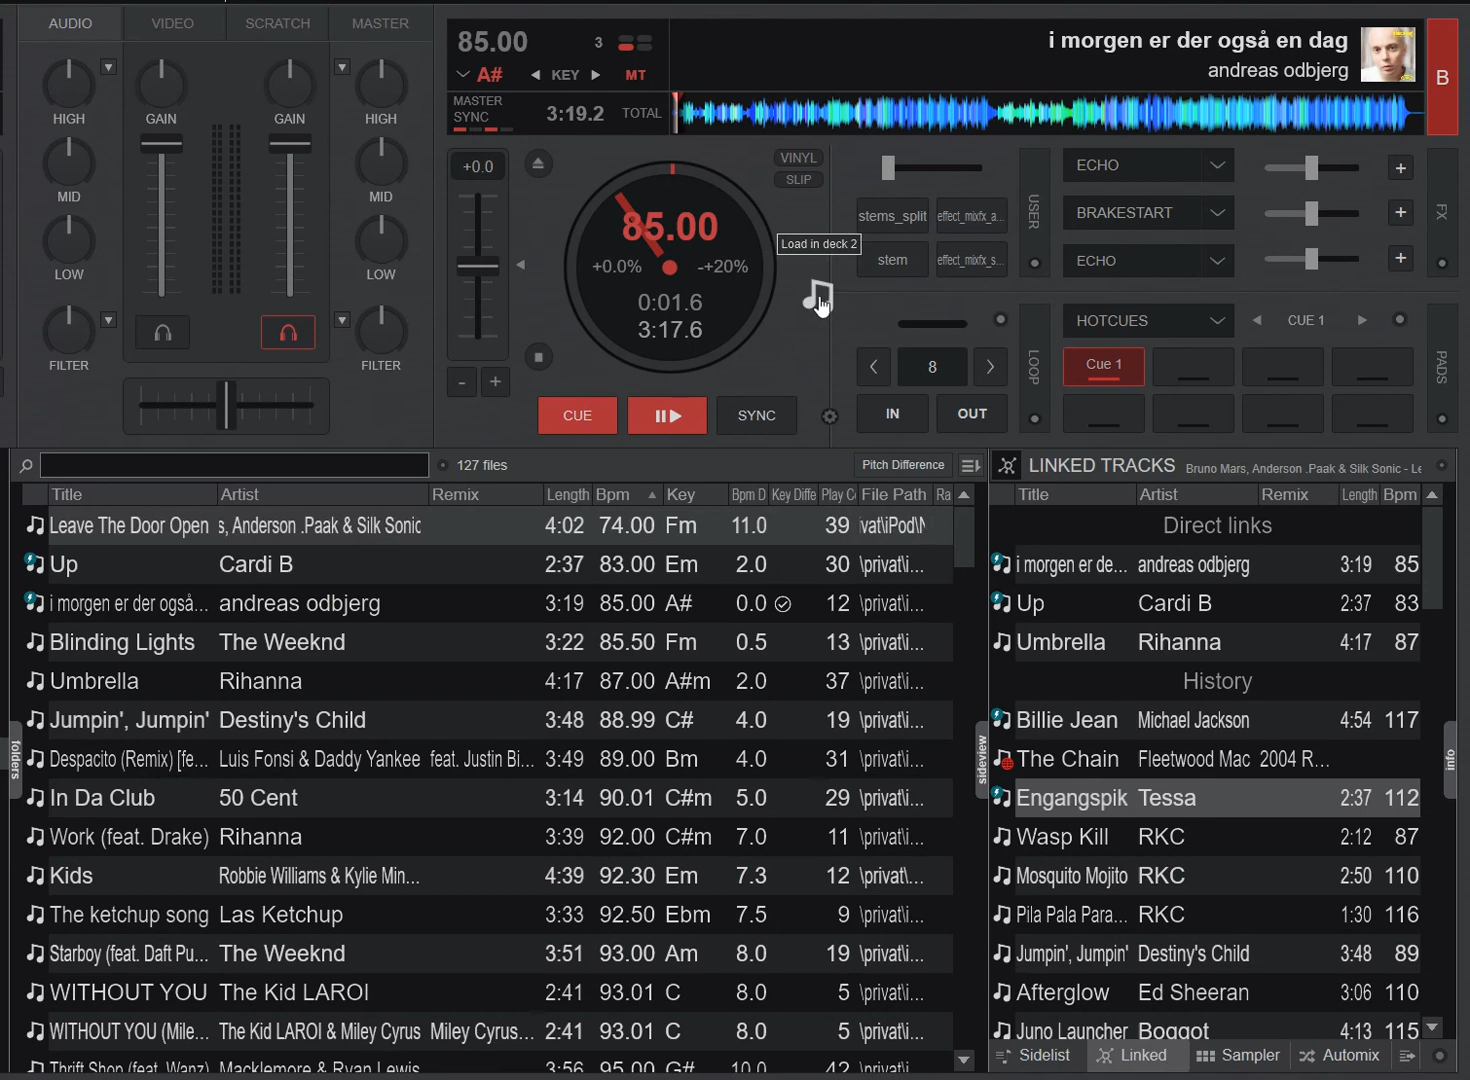 AUDIO VIDEO SCRATCH MASTER
HIGH GAIN GAIN HIGH
MID MID
LOW LOW
FILTER FILTER
85.00 3
A# KEY MT
MASTER SYNC 3:19.2 TOTAL
i morgen er der også en dag
andreas odbjerg
B
+0.0
VINYL
SLIP
85.00
+0.0% -+20%
0:01.6
3:17.6
Load in deck 2
- +
CUE SYNC
stems_split effect_mixfx_a...
stem effect_mixfx_s...
USER
ECHO +
BRAKESTART +
ECHO +
FX
8
IN OUT
LOOP
HOTCUES CUE 1
Cue 1
PADS
127 files Pitch Difference
Title Artist Remix Length Bpm Key Bpm D Key Diffe Play C File Path Ra
Leave The Door Open s, Anderson .Paak & Silk Sonic 4:02 74.00 Fm 11.0 39 ivat\iPod\
Up Cardi B 2:37 83.00 Em 2.0 30 \privat\i...
i morgen er der også... andreas odbjerg 3:19 85.00 A# 0.0 12 \privat\i...
Blinding Lights The Weeknd 3:22 85.50 Fm 0.5 13 \privat\i...
Umbrella Rihanna 4:17 87.00 A#m 2.0 37 \privat\i...
Jumpin', Jumpin' Destiny's Child 3:48 88.99 C# 4.0 19 \privat\i...
Despacito (Remix) [fe... Luis Fonsi & Daddy Yankee feat. Justin Bi... 3:49 89.00 Bm 4.0 31 \privat\i...
In Da Club 50 Cent 3:14 90.01 C#m 5.0 29 \privat\i...
Work (feat. Drake) Rihanna 3:39 92.00 C#m 7.0 11 \privat\i...
Kids Robbie Williams & Kylie Min... 4:39 92.30 Em 7.3 12 \privat\...
The ketchup song Las Ketchup 3:33 92.50 Ebm 7.5 9 \privat\i...
Starboy (feat. Daft Pu... The Weeknd 3:51 93.00 Am 8.0 19 \privat\i...
WITHOUT YOU The Kid LAROI 2:41 93.01 C 8.0 5 \privat\i...
WITHOUT YOU (Mile... The Kid LAROI & Miley Cyrus Miley Cyrus... 2:41 93.01 C 8.0 5 \privat\i...
Thrift Shop (feat. Wanz) Macklemore & Ryan Lewis 3:56 95.00 G# 10.0 42 \privat\i...
folders
sideview
info
LINKED TRACKS Bruno Mars, Anderson .Paak & Silk Sonic - Le
Title Artist Remix Length Bpm
Direct links
i morgen er de... andreas odbjerg 3:19 85
Up Cardi B 2:37 83
Umbrella Rihanna 4:17 87
History
Billie Jean Michael Jackson 4:54 117
The Chain Fleetwood Mac 2004 R...
Engangspik Tessa 2:37 112
Wasp Kill RKC 2:12 87
Mosquito Mojito RKC 2:50 110
Pila Pala Para... RKC 1:30 116
Jumpin', Jumpin' Destiny's Child 3:48 89
Afterglow Ed Sheeran 3:06 110
Juno Launcher Boggot 4:13 115
Sidelist Linked Sampler Automix